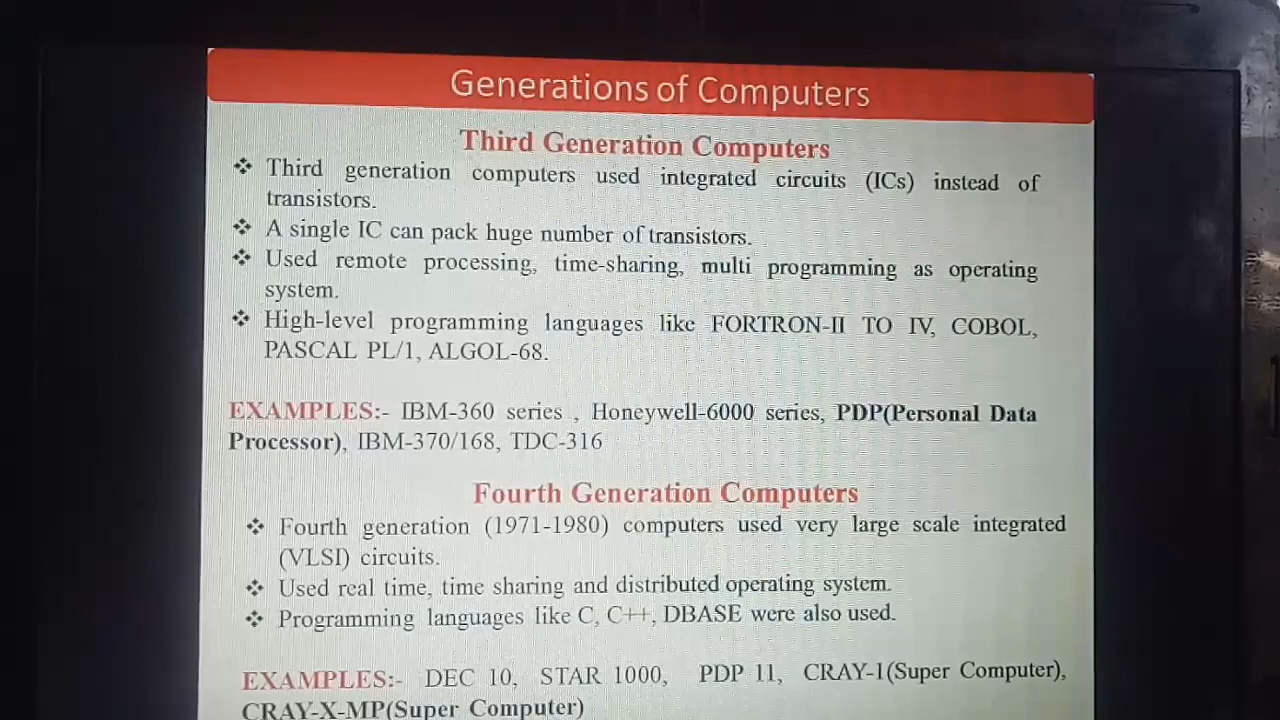 Generations of Computers
Third Generation Computers
❖ Third generation computers used integrated circuits (ICs) instead of
transistors.
❖ A single IC can pack huge number of transistors.
❖ Used remote processing, time-sharing, multi programming as operating
system.
❖ High-level programming languages like FORTRON-II TO IV, COBOL,
PASCAL PL/1, ALGOL-68.
EXAMPLES:- IBM-360 series , Honeywell-6000 series, PDP(Personal Data
Processor), IBM-370/168, TDC-316
Fourth Generation Computers
❖ Fourth generation (1971-1980) computers used very large scale integrated
(VLSI) circuits.
❖ Used real time, time sharing and distributed operating system.
❖ Programming languages like C, C++, DBASE were also used.
EXAMPLES:- DEC 10, STAR 1000, PDP 11, CRAY-1(Super Computer),
CRAY-X-MP(Super Computer)